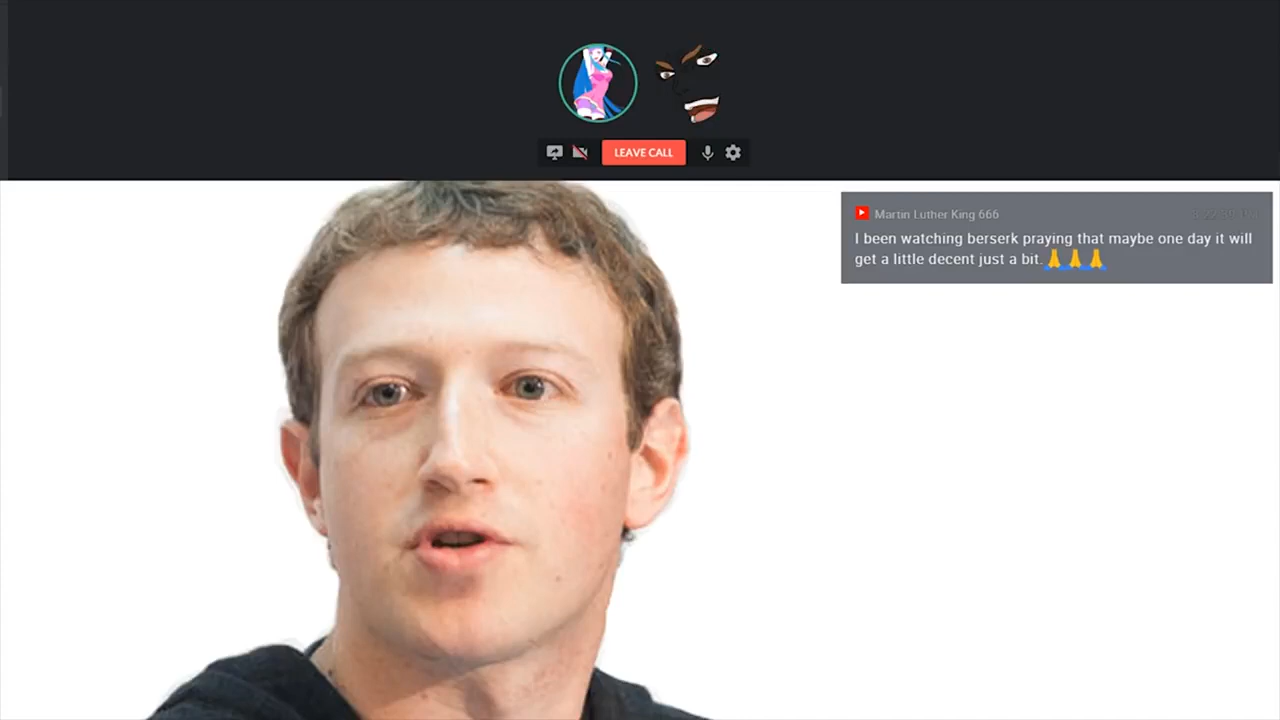 LEAVE CALL
Martin Luther King 666
I been watching berserk praying that maybe one day it will
get a little decent just a bit.🙏🙏🙏